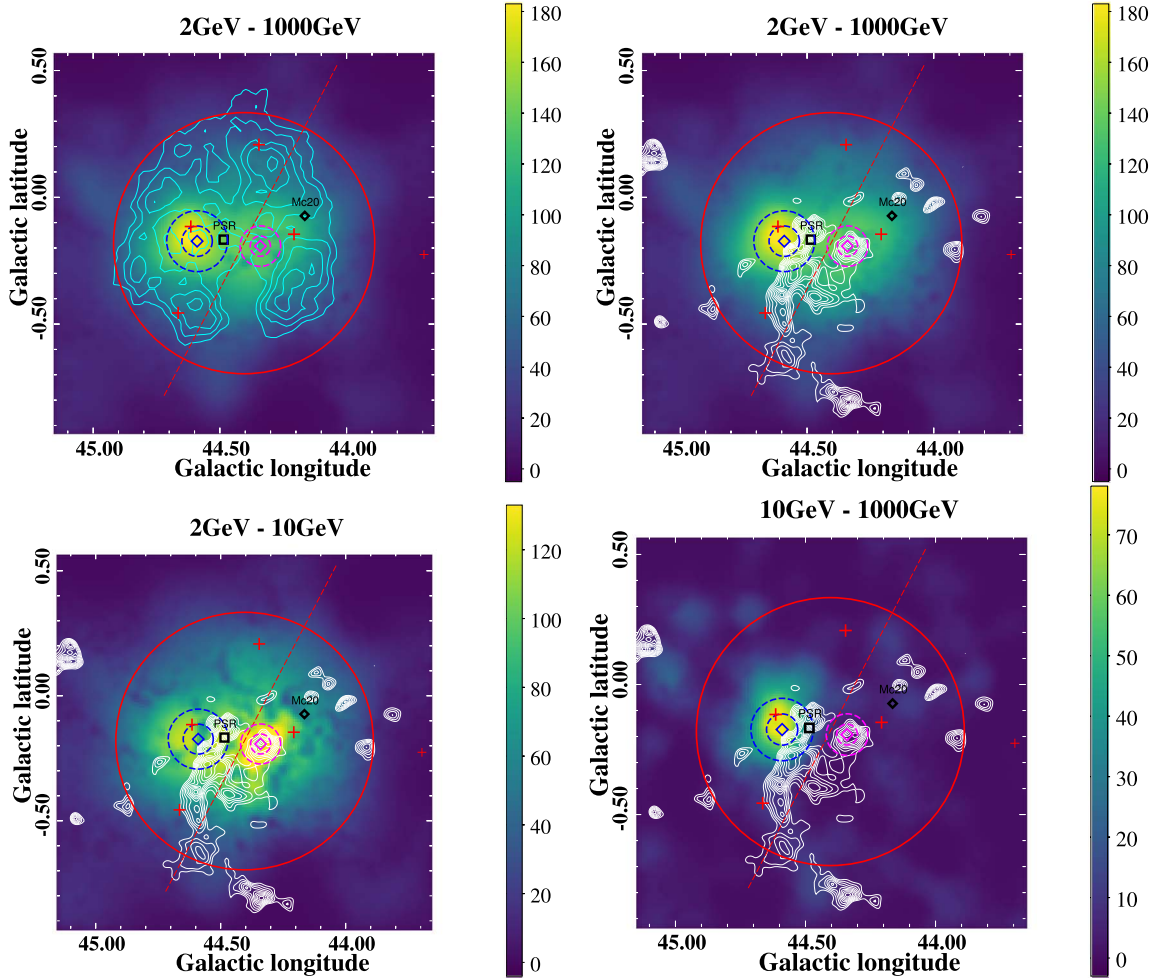 2GeV - 1000GeV
0.50
0.00
-0.50
Galactic latitude
Mc20
PSR
45.00 44.50 44.00
Galactic longitude
180
160
140
120
100
80
60
40
20
0
2GeV - 1000GeV
0.50
0.00
-0.50
Galactic latitude
Mc20
PSR
45.00 44.50 44.00
Galactic longitude
180
160
140
120
100
80
60
40
20
0
2GeV - 10GeV
0.50
0.00
-0.50
Galactic latitude
Mc20
PSR
45.00 44.50 44.00
Galactic longitude
120
100
80
60
40
20
0
10GeV - 1000GeV
0.50
0.00
-0.50
Galactic latitude
Mc20
PSR
45.00 44.50 44.00
Galactic longitude
70
60
50
40
30
20
10
0